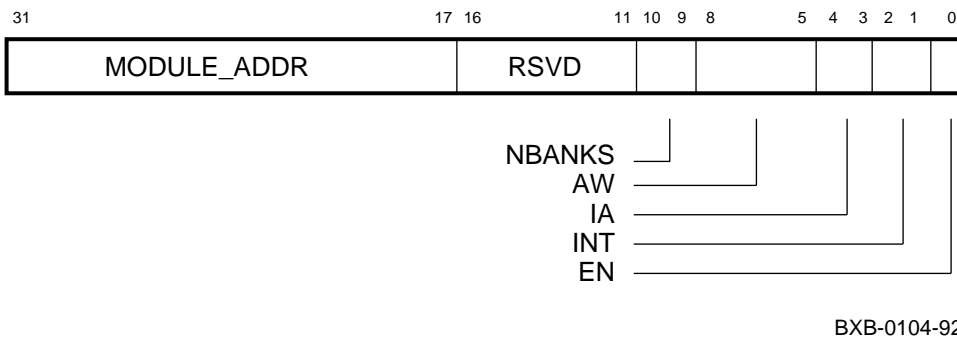 31 17 16 11 10 9 8 5 4 3 2 1 0
MODULE_ADDR RSVD
NBANKS
AW
IA
INT
EN
BXB-0104-92